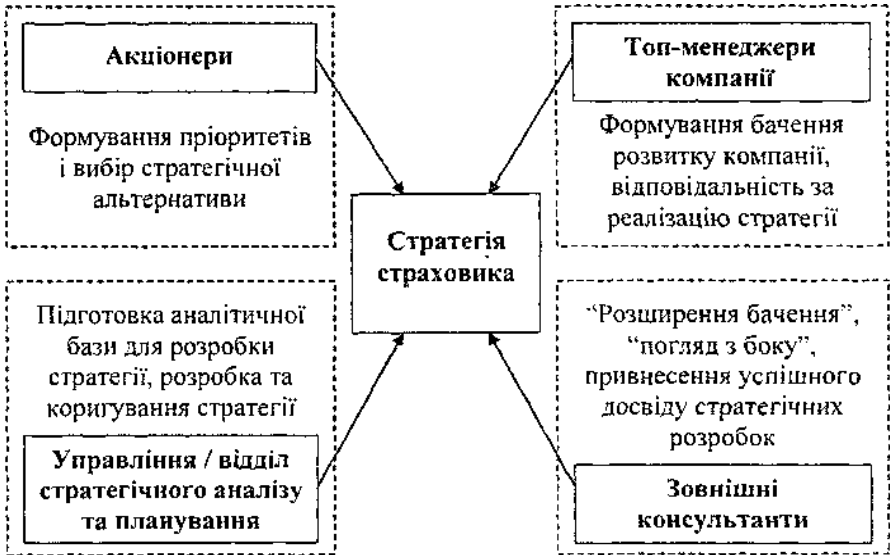 Акціонери
Формування пріоритетів
і вибір стратегічної
альтернативи
Топ-менеджери
компанії
Формування бачення
розвитку компанії,
відповідальність за
реалізацію стратегії
Стратегія
страховика
Підготовка аналітичної
бази для розробки
стратегії, розробка та
коригування стратегії
Управління / відділ
стратегічного аналізу
та планування
“Розширення бачення”,
“погляд з боку”,
привнесення успішного
досвіду стратегічних
розробок
Зовнішні
консультанти